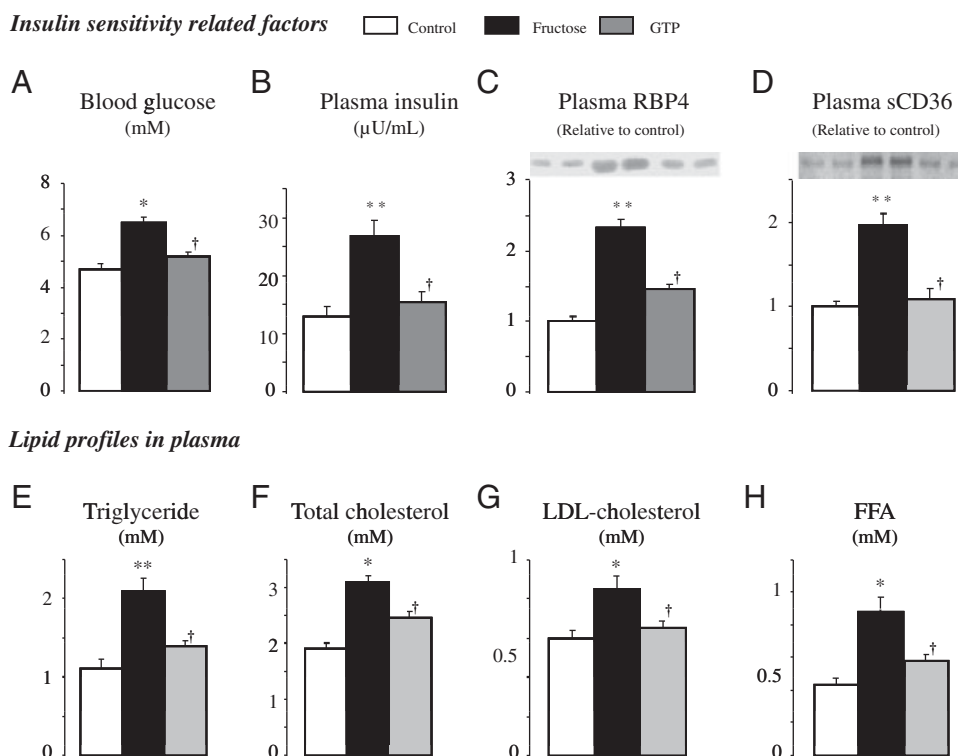 Insulin sensitivity related factors
Control
Fructose
GTP
A
Blood glucose
(mM)
8
6
4
2
0
*
†
B
Plasma insulin
(µU/mL)
30
20
20
10
0
**
†
C
Plasma RBP4
(Relative to control)
3
2
1
0
**
†
D
Plasma sCD36
(Relative to control)
2
1
0
**
†
Lipid profiles in plasma
E
Triglyceride
(mM)
2
1
0
**
†
F
Total cholesterol
(mM)
3
2
1
0
*
†
G
LDL-cholesterol
(mM)
1
0.5
0
*
†
H
FFA
(mM)
1
0.5
0
*
†